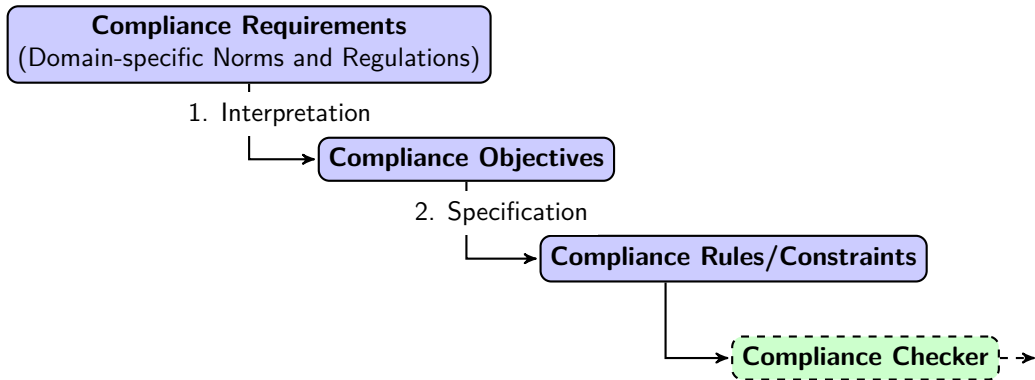 Compliance Requirements
(Domain-specific Norms and Regulations)
1. Interpretation
Compliance Objectives
2. Specification
Compliance Rules/Constraints
Compliance Checker